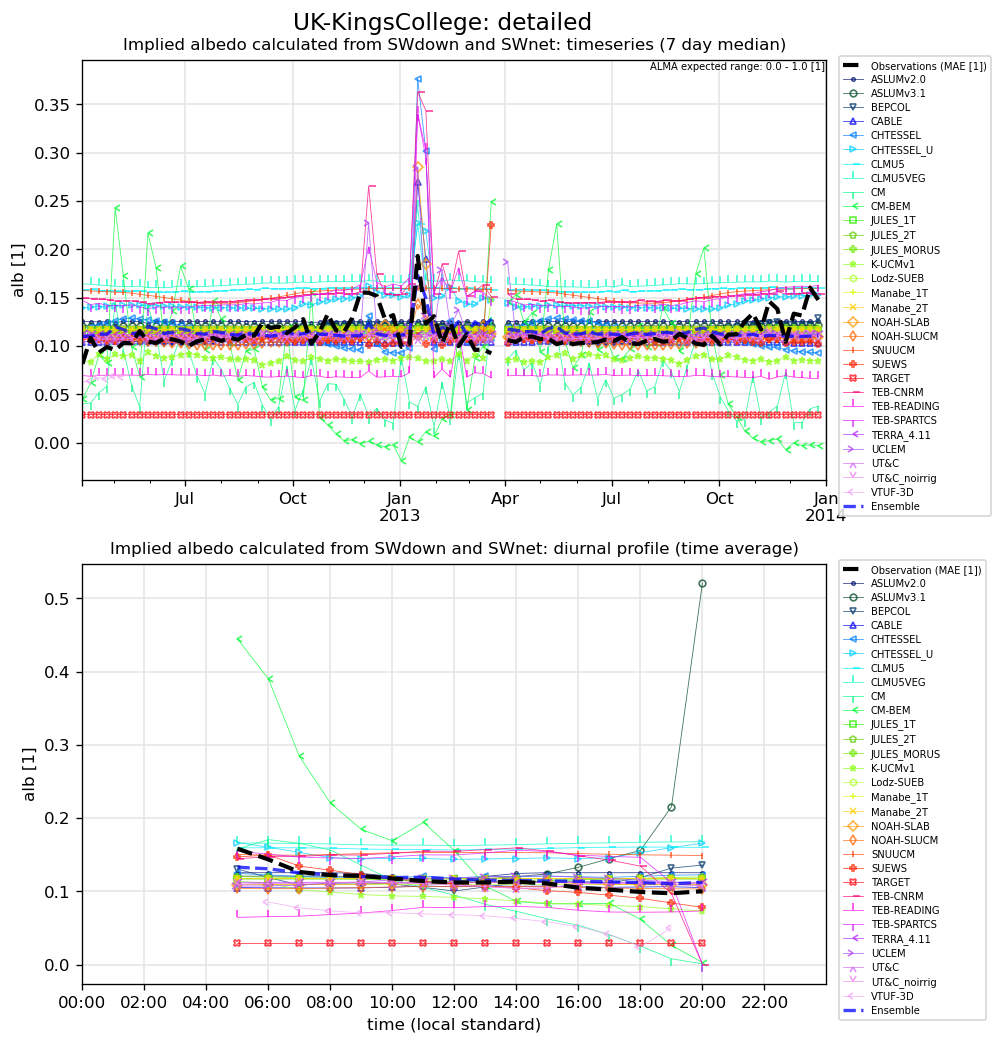 UK-KingsCollege: detailed
Implied albedo calculated from SWdown and SWnet: timeseries (7 day median)
ALMA expected range: 0.0 - 1.0 [1]
alb [1]
0.35
0.30
0.25
0.20
0.15
0.10
0.05
0.00
Jul
Oct
Jan
2013
Apr
Jul
Oct
Jan
2014
Observations (MAE [1])
ASLUMv2.0
ASLUMv3.1
BEPCOL
CABLE
CHTESSEL
CHTESSEL_U
CLMU5
CLMU5VEG
CM
CM-BEM
JULES_1T
JULES_2T
JULES_MORUS
K-UCMv1
Lodz-SUEB
Manabe_1T
Manabe_2T
NOAH-SLAB
NOAH-SLUCM
SNUUCM
SUEWS
TARGET
TEB-CNRM
TEB-READING
TEB-SPARTCS
TERRA_4.11
UCLEM
UT&C
UT&C_noirrig
VTUF-3D
Ensemble
Implied albedo calculated from SWdown and SWnet: diurnal profile (time average)
alb [1]
0.5
0.4
0.3
0.2
0.1
0.0
00:00
02:00
04:00
06:00
08:00
10:00
12:00
14:00
16:00
18:00
20:00
22:00
time (local standard)
Observation (MAE [1])
ASLUMv2.0
ASLUMv3.1
BEPCOL
CABLE
CHTESSEL
CHTESSEL_U
CLMU5
CLMU5VEG
CM
CM-BEM
JULES_1T
JULES_2T
JULES_MORUS
K-UCMv1
Lodz-SUEB
Manabe_1T
Manabe_2T
NOAH-SLAB
NOAH-SLUCM
SNUUCM
SUEWS
TARGET
TEB-CNRM
TEB-READING
TEB-SPARTCS
TERRA_4.11
UCLEM
UT&C
UT&C_noirrig
VTUF-3D
Ensemble